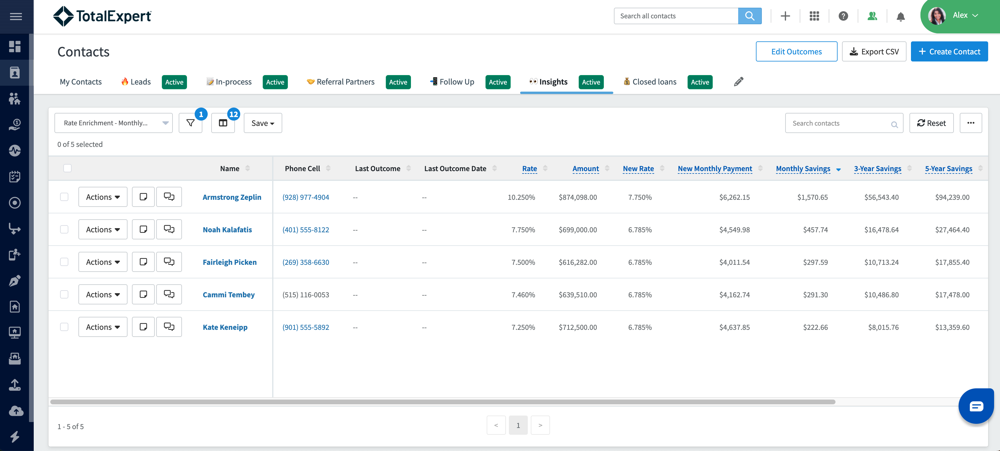 TotalExpert
Search all contacts
Alex
Contacts
Edit Outcomes
Export CSV
+ Create Contact
My Contacts
Leads Active
In-process Active
Referral Partners Active
Follow Up Active
Insights Active
Closed loans Active
Rate Enrichment - Monthly...
1
12
Save
Search contacts
Reset
0 of 5 selected
Name Phone Cell Last Outcome Last Outcome Date Rate Amount New Rate New Monthly Payment Monthly Savings 3-Year Savings 5-Year Savings
Actions Armstrong Zeplin (928) 977-4904 -- -- 10.250% $874,098.00 7.750% $6,262.15 $1,570.65 $56,543.40 $94,239.00
Actions Noah Kalafatis (401) 555-8122 -- -- 7.750% $699,000.00 6.785% $4,549.98 $457.74 $16,478.64 $27,464.40
Actions Fairleigh Picken (269) 358-6630 -- -- 7.500% $616,282.00 6.785% $4,011.54 $297.59 $10,713.24 $17,855.40
Actions Cammi Tembey (515) 116-0053 -- -- 7.460% $639,510.00 6.785% $4,162.74 $291.30 $10,486.80 $17,478.00
Actions Kate Keneipp (901) 555-5892 -- -- 7.250% $712,500.00 6.785% $4,637.85 $222.66 $8,015.76 $13,359.60
1 - 5 of 5
< 1 >